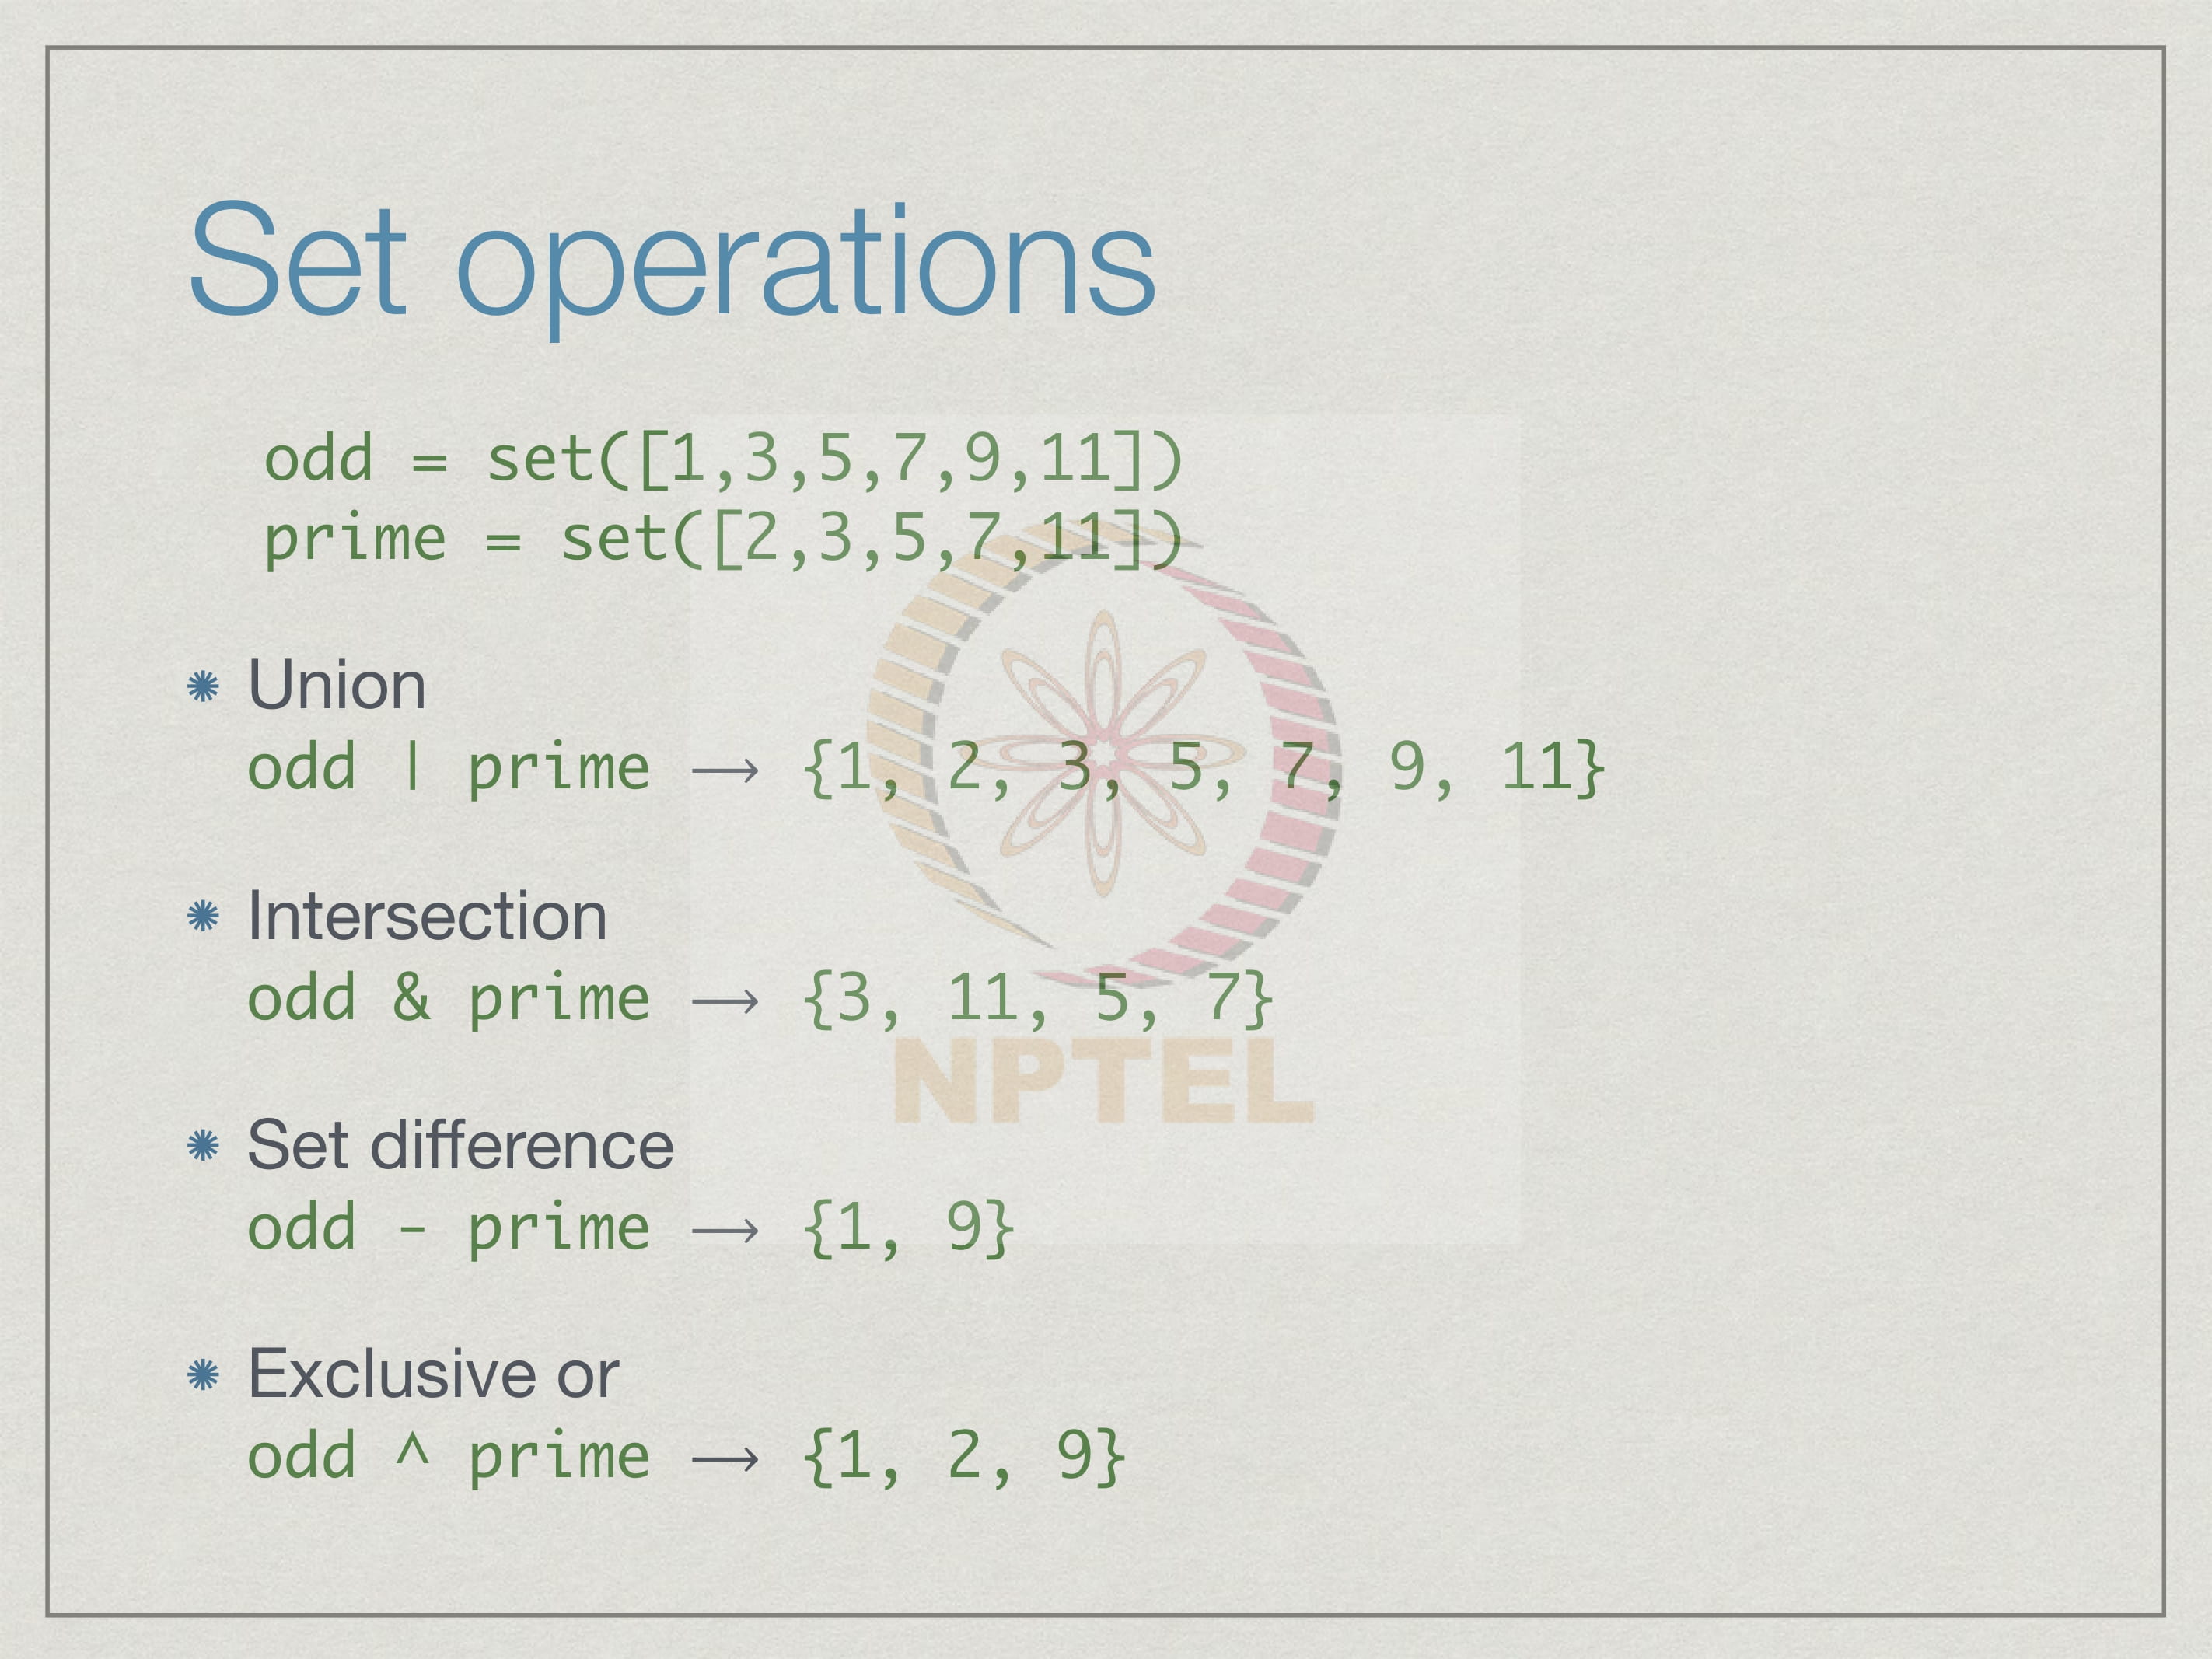 Set operations
odd = set([1,3,5,7,9,11])
prime = set([2,3,5,7,11])
Union
odd | prime → {1, 2, 3, 5, 7, 9, 11}
Intersection
odd & prime → {3, 11, 5, 7}
NPTEL
Set difference
odd - prime → {1, 9}
Exclusive or
odd ^ prime → {1, 2, 9}